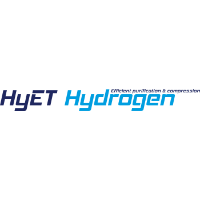 Efficient purification & compression
HyET Hydrogen